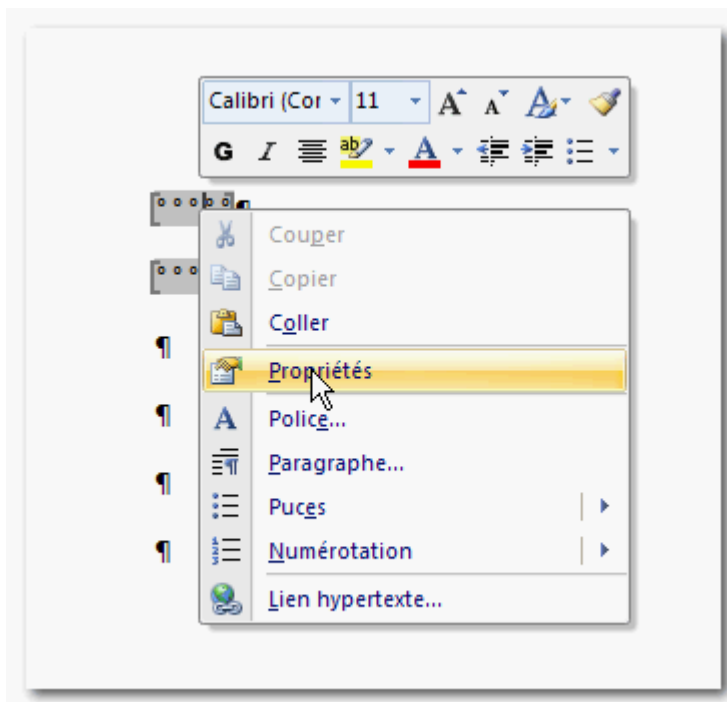 Calibri (Cor 11
G I
Couper
Copier
Coller
Propriétés
Police...
Paragraphe...
Puces
Numérotation
Lien hypertexte...